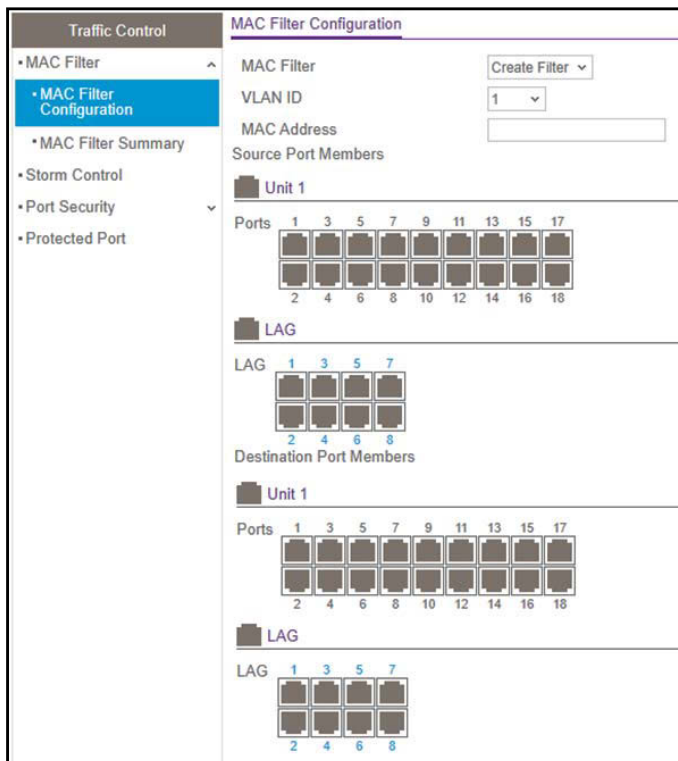 Traffic Control
MAC Filter
MAC Filter
Configuration
MAC Filter Summary
Storm Control
Port Security
Protected Port
MAC Filter Configuration
MAC Filter
Create Filter
VLAN ID
1
MAC Address
Source Port Members
Unit 1
Ports 1 3 5 7 9 11 13 15 17
2 4 6 8 10 12 14 16 18
LAG
LAG 1 3 5 7
2 4 6 8
Destination Port Members
Unit 1
Ports 1 3 5 7 9 11 13 15 17
2 4 6 8 10 12 14 16 18
LAG
LAG 1 3 5 7
2 4 6 8